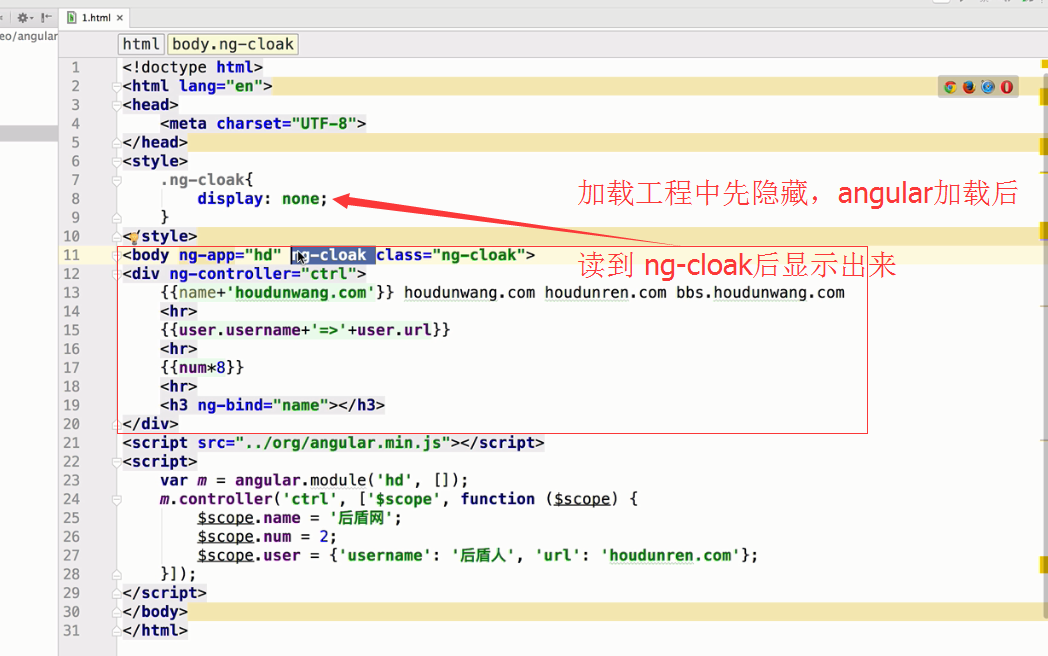 1.html
eo/angular
html body.ng-cloak
1 <!doctype html>
2 <html lang="en">
3 <head>
4 <meta charset="UTF-8">
5 </head>
6 <style>
7 .ng-cloak{
8 display: none;
9 }
10 </style>
11 <body ng-app="hd" ng-cloak class="ng-cloak">
12 <div ng-controller="ctrl">
13 {{name+'houdunwang.com'}} houdunwang.com houdunren.com bbs.houdunwang.com
14 <hr>
15 {{user.username+'=>'+user.url}}
16 <hr>
17 {{num*8}}
18 <hr>
19 <h3 ng-bind="name"></h3>
20 </div>
21 <script src="../org/angular.min.js"></script>
22 <script>
23 var m = angular.module('hd', []);
24 m.controller('ctrl', ['$scope', function ($scope) {
25 $scope.name = '后盾网';
26 $scope.num = 2;
27 $scope.user = {'username': '后盾人', 'url': 'houdunren.com'};
28 }]);
29 </script>
30 </body>
31 </html>
加载工程中先隐藏，angular加载后
读到 ng-cloak后显示出来